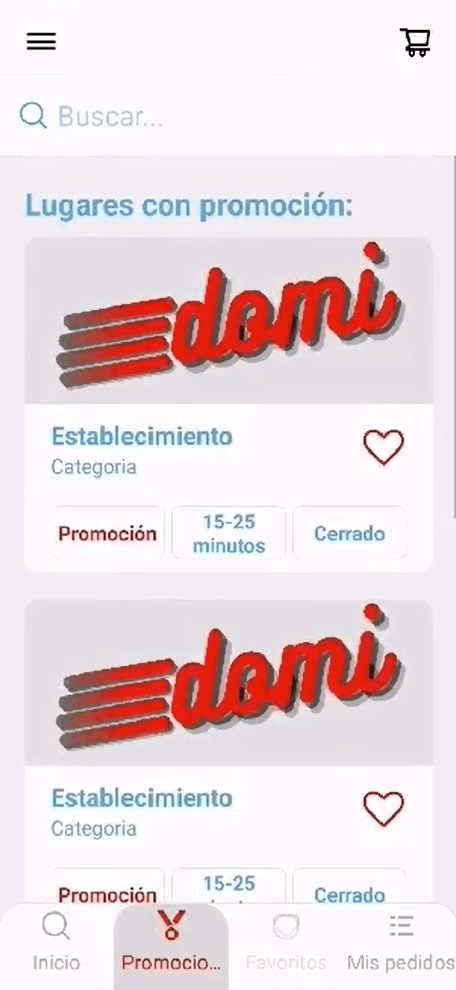 Buscar...
Lugares con promoción:
domi
Establecimiento
Categoria
Promoción
15-25
minutos
Cerrado
domi
Establecimiento
Categoria
Promoción
15-25
Cerrado
Inicio
Promocio...
Favoritos
Mis pedidos